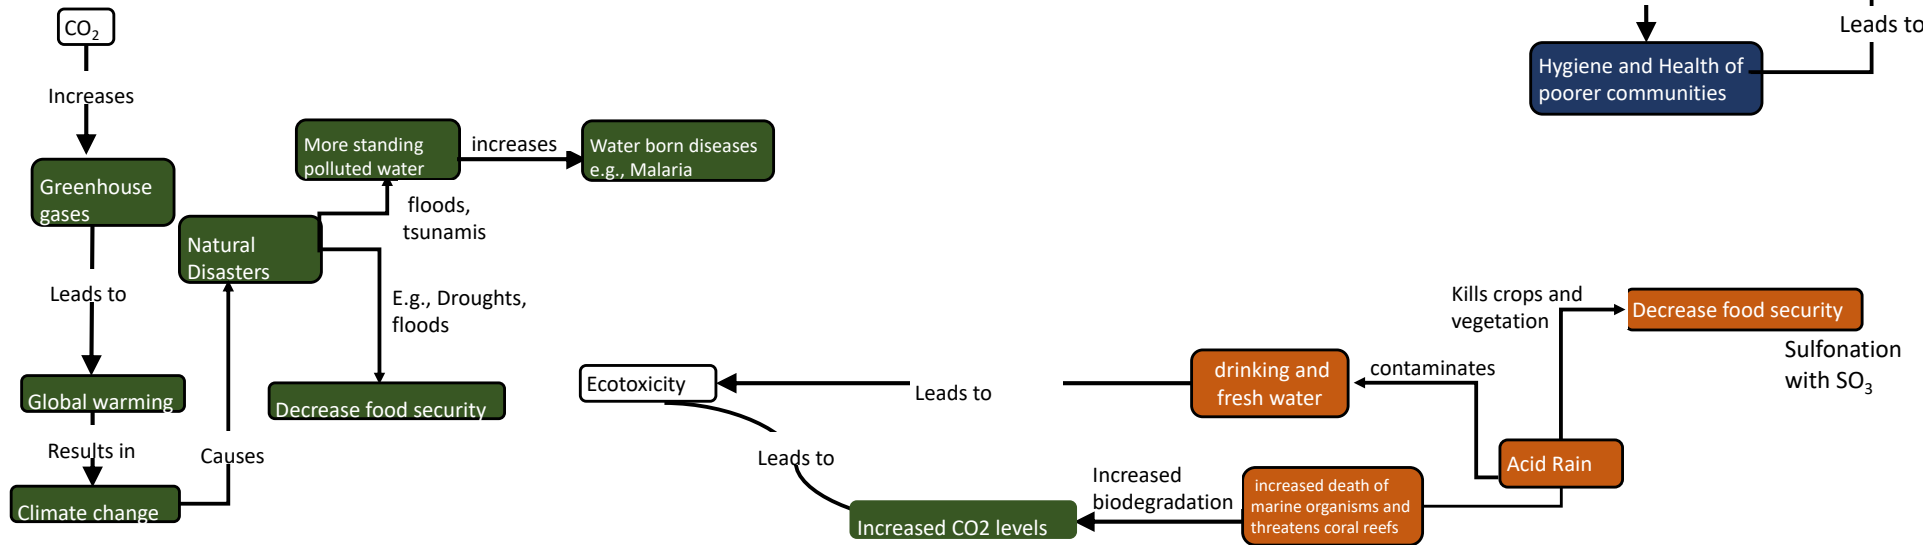 CO₂
Increases
Greenhouse
gases
Leads to
Global warming
Results in
Climate change
Causes
Natural
Disasters
floods,
tsunamis
More standing
polluted water
increases
Water born diseases
e.g., Malaria
E.g., Droughts,
floods
Decrease food security
Leads to
Hygiene and Health of
poorer communities
Kills crops and
vegetation
Decrease food security
Sulfonation
with SO₃
contaminates
drinking and
fresh water
Leads to
Ecotoxicity
Leads to
Acid Rain
increased death of
marine organisms and
threatens coral reefs
Increased
biodegradation
Increased CO2 levels